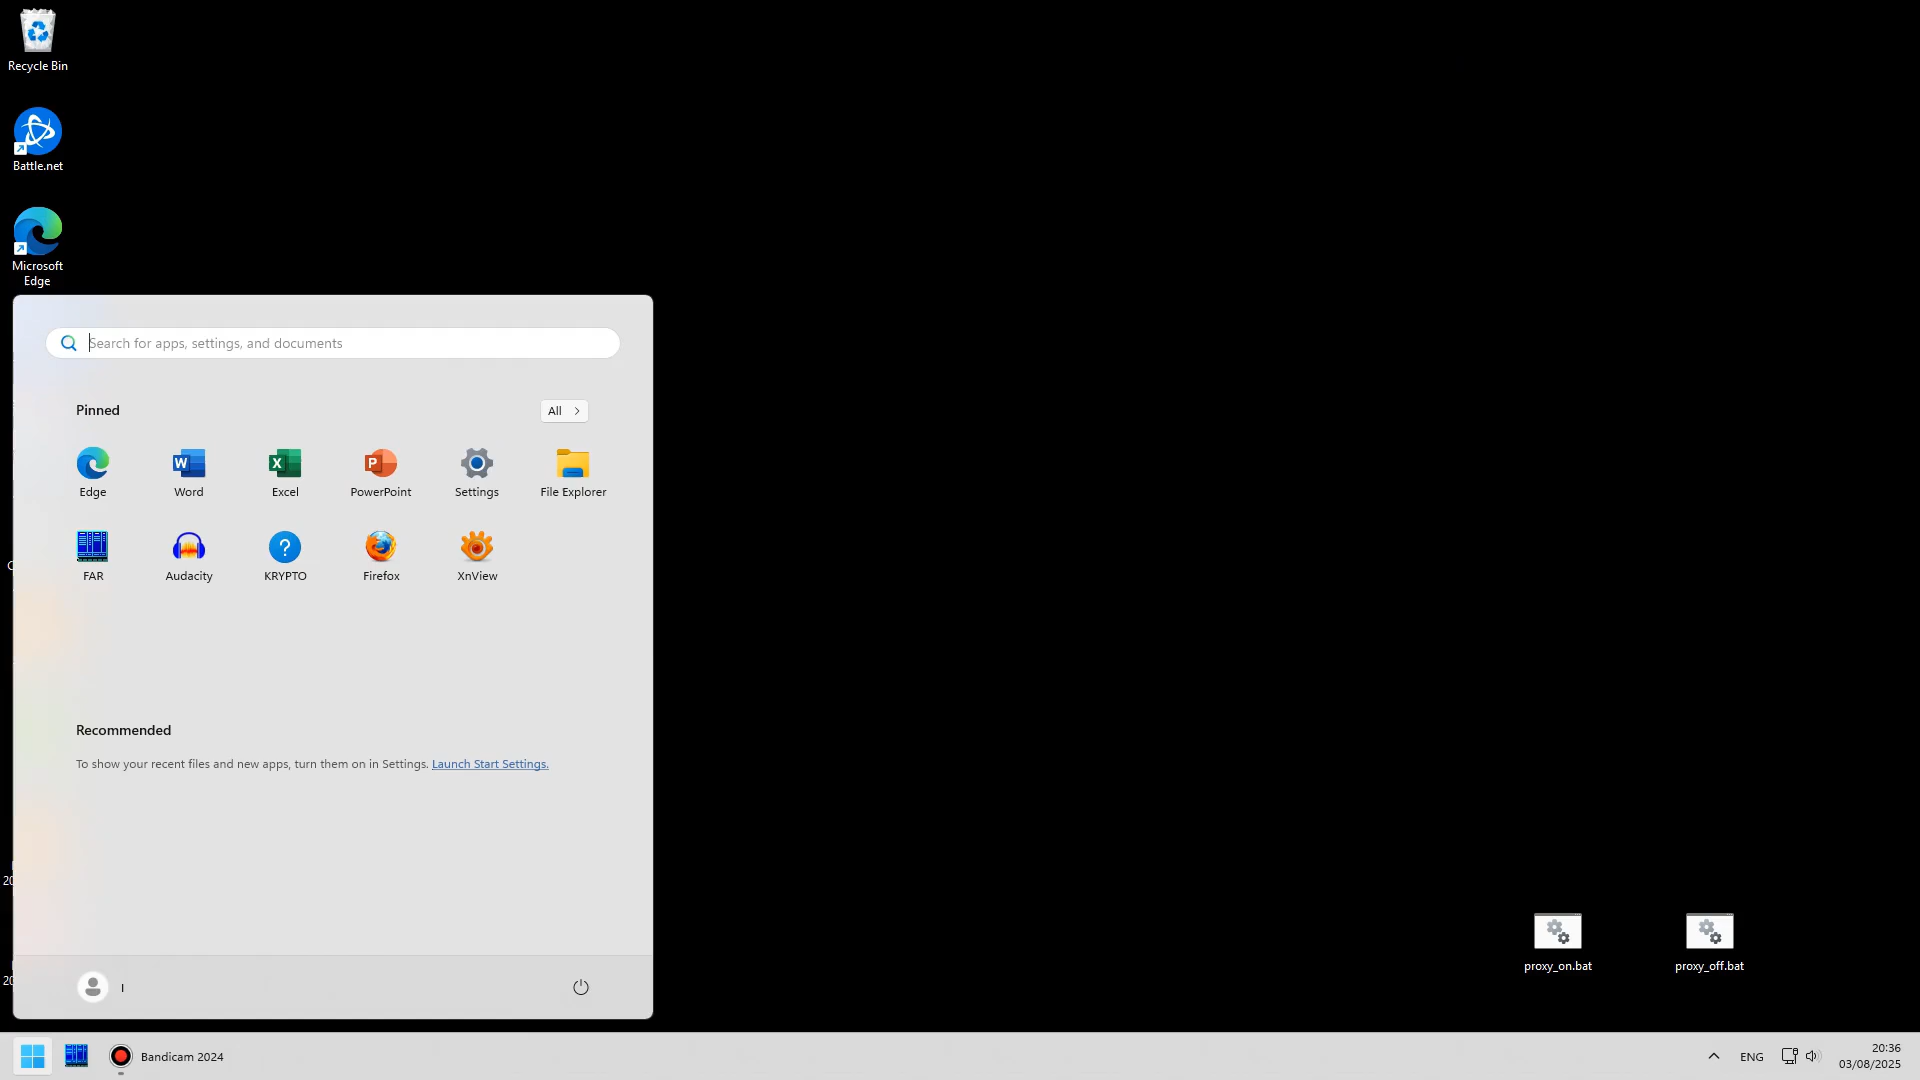 Recycle Bin
Battle.net
Microsoft
Edge
Search for apps, settings, and documents
Pinned
All
Edge
Word
Excel
PowerPoint
Settings
File Explorer
FAR
Audacity
KRYPTO
Firefox
XnView
Recommended
To show your recent files and new apps, turn them on in Settings. Launch Start Settings.
I
proxy_on.bat
proxy_off.bat
Bandicam 2024
ENG
20:36
03/08/2025